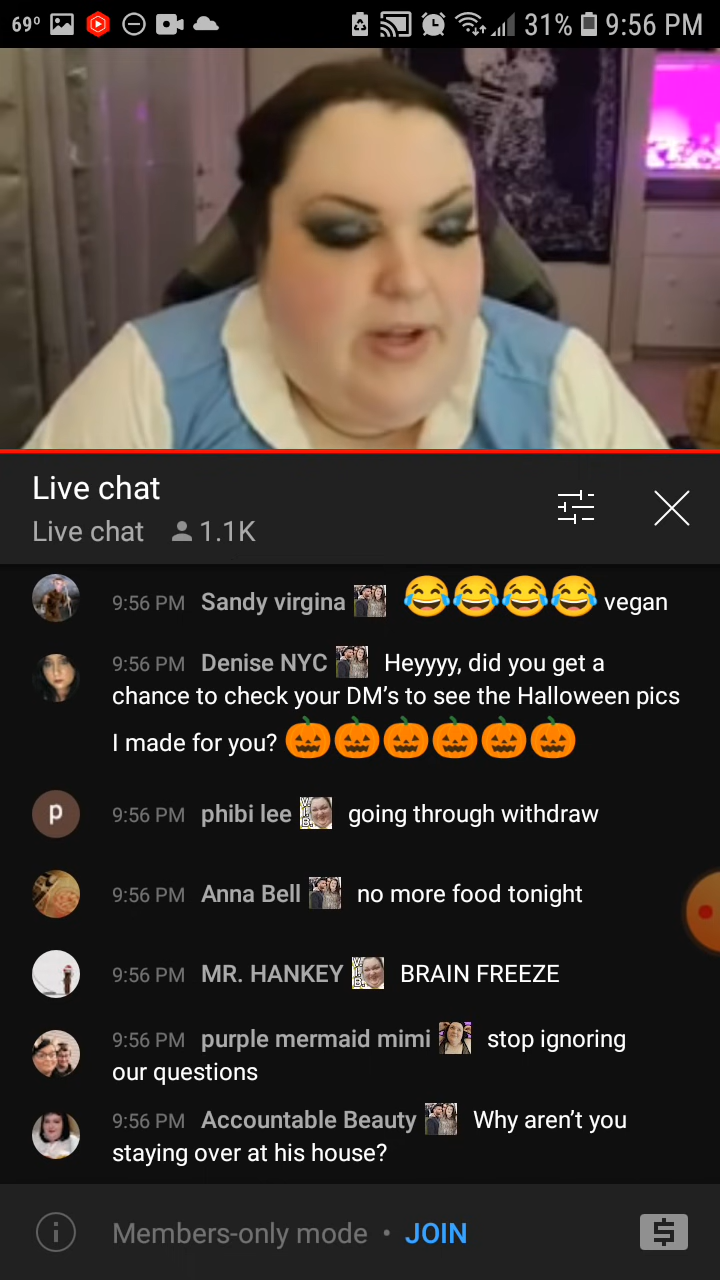 69° 31% 9:56 PM
Live chat
Live chat 1.1K
9:56 PM Sandy virgina 😂😂😂😂 vegan
9:56 PM Denise NYC Heyyyy, did you get a
chance to check your DM’s to see the Halloween pics
I made for you? 🎃🎃🎃🎃🎃🎃
p 9:56 PM phibi lee going through withdraw
9:56 PM Anna Bell no more food tonight
9:56 PM MR. HANKEY BRAIN FREEZE
9:56 PM purple mermaid mimi stop ignoring
our questions
9:56 PM Accountable Beauty Why aren’t you
staying over at his house?
Members-only mode • JOIN